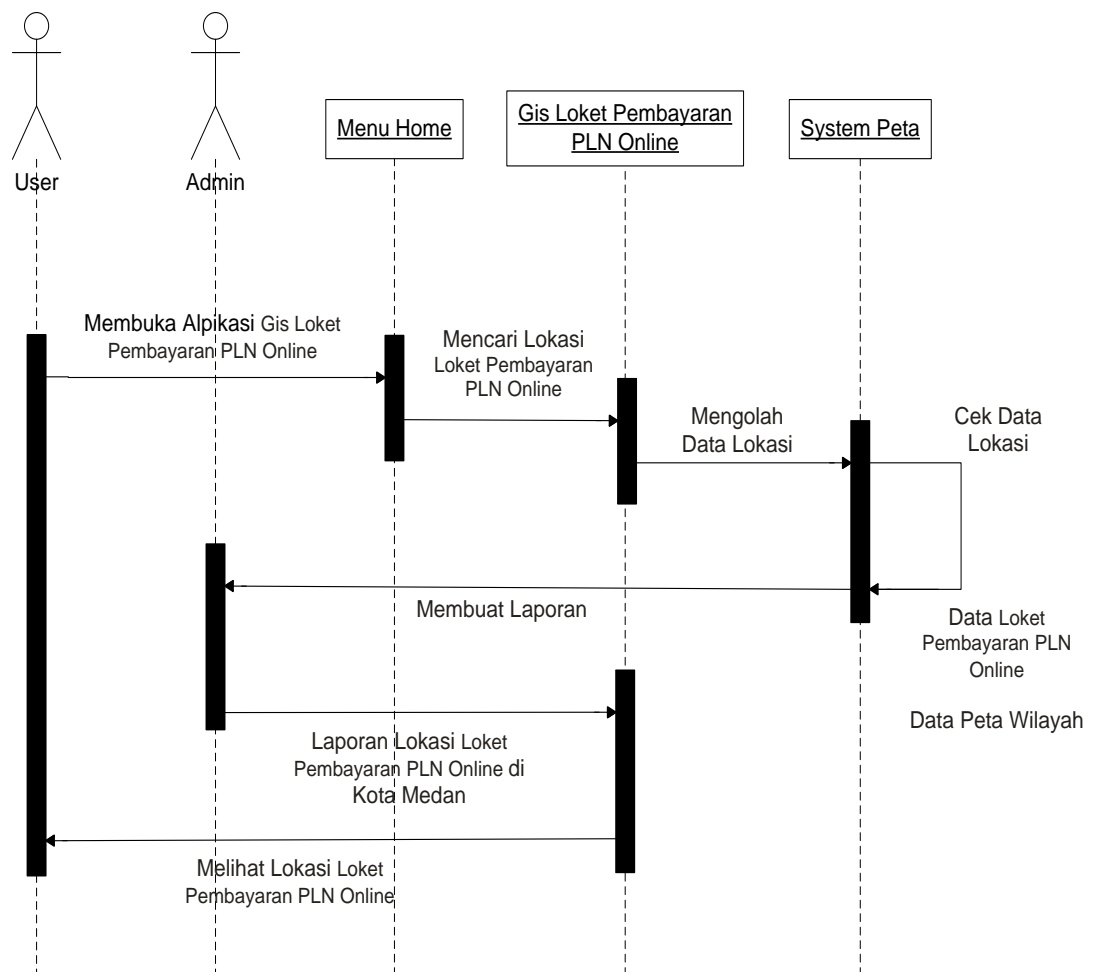 User
Admin
Menu Home
Gis Loket Pembayaran
PLN Online
System Peta
Membuka Alpikasi Gis Loket
Pembayaran PLN Online
Mencari Lokasi
Loket Pembayaran
PLN Online
Mengolah
Data Lokasi
Cek Data
Lokasi
Membuat Laporan
Data Loket
Pembayaran PLN
Online
Data Peta Wilayah
Laporan Lokasi Loket
Pembayaran PLN Online di
Kota Medan
Melihat Lokasi Loket
Pembayaran PLN Online